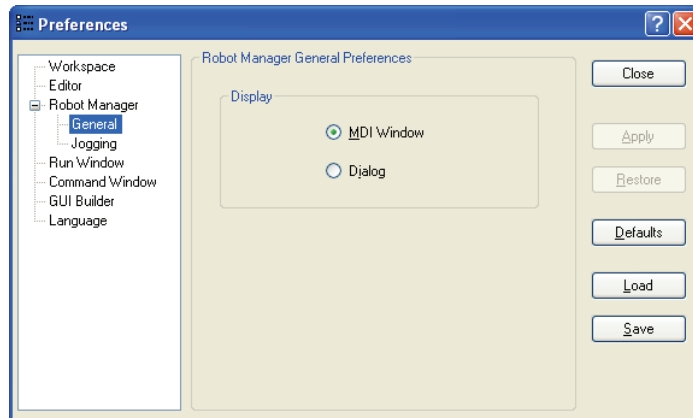 Preferences
Workspace
Editor
Robot Manager
General
Jogging
Run Window
Command Window
GUI Builder
Language
Robot Manager General Preferences
Display
MDI Window
Dialog
Close
Apply
Restore
Defaults
Load
Save